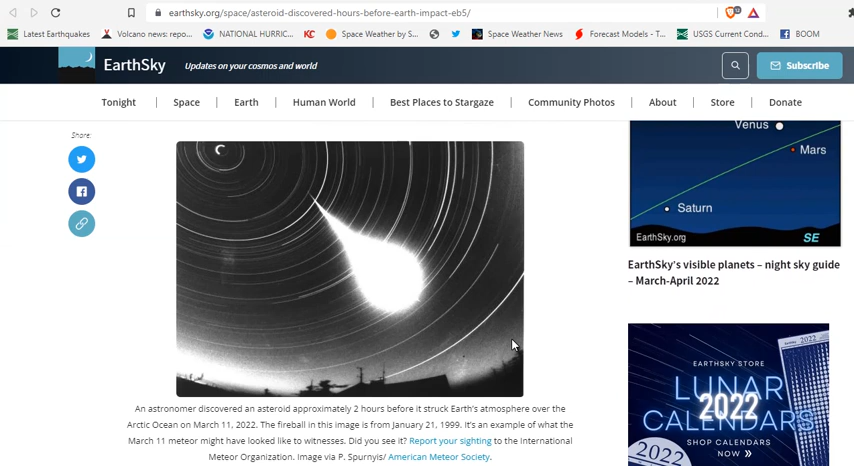 earthsky.org/space/asteroid-discovered-hours-before-earth-impact-eb5/
Latest Earthquakes
Volcano news: repo...
NATIONAL HURRIC...
KC
Space Weather by S...
Space Weather News
Forecast Models - T...
USGS Current Cond...
BOOM
EarthSky
Updates on your cosmos and world
Subscribe
Tonight | Space | Earth | Human World | Best Places to Stargaze | Community Photos | About | Store | Donate
Share:
An astronomer discovered an asteroid approximately 2 hours before it struck Earth's atmosphere over the
Arctic Ocean on March 11, 2022. The fireball in this image is from January 21, 1999. It's an example of what the
March 11 meteor might have looked like to witnesses. Did you see it? Report your sighting to the International
Meteor Organization. Image via P. Spurnyis/ American Meteor Society.
Venus
Mars
Saturn
EarthSky.org
SE
EarthSky's visible planets – night sky guide
– March-April 2022
EARTHSKY STORE
LUNAR
2022
CALENDARS
SHOP CALENDARS
NOW »
2022